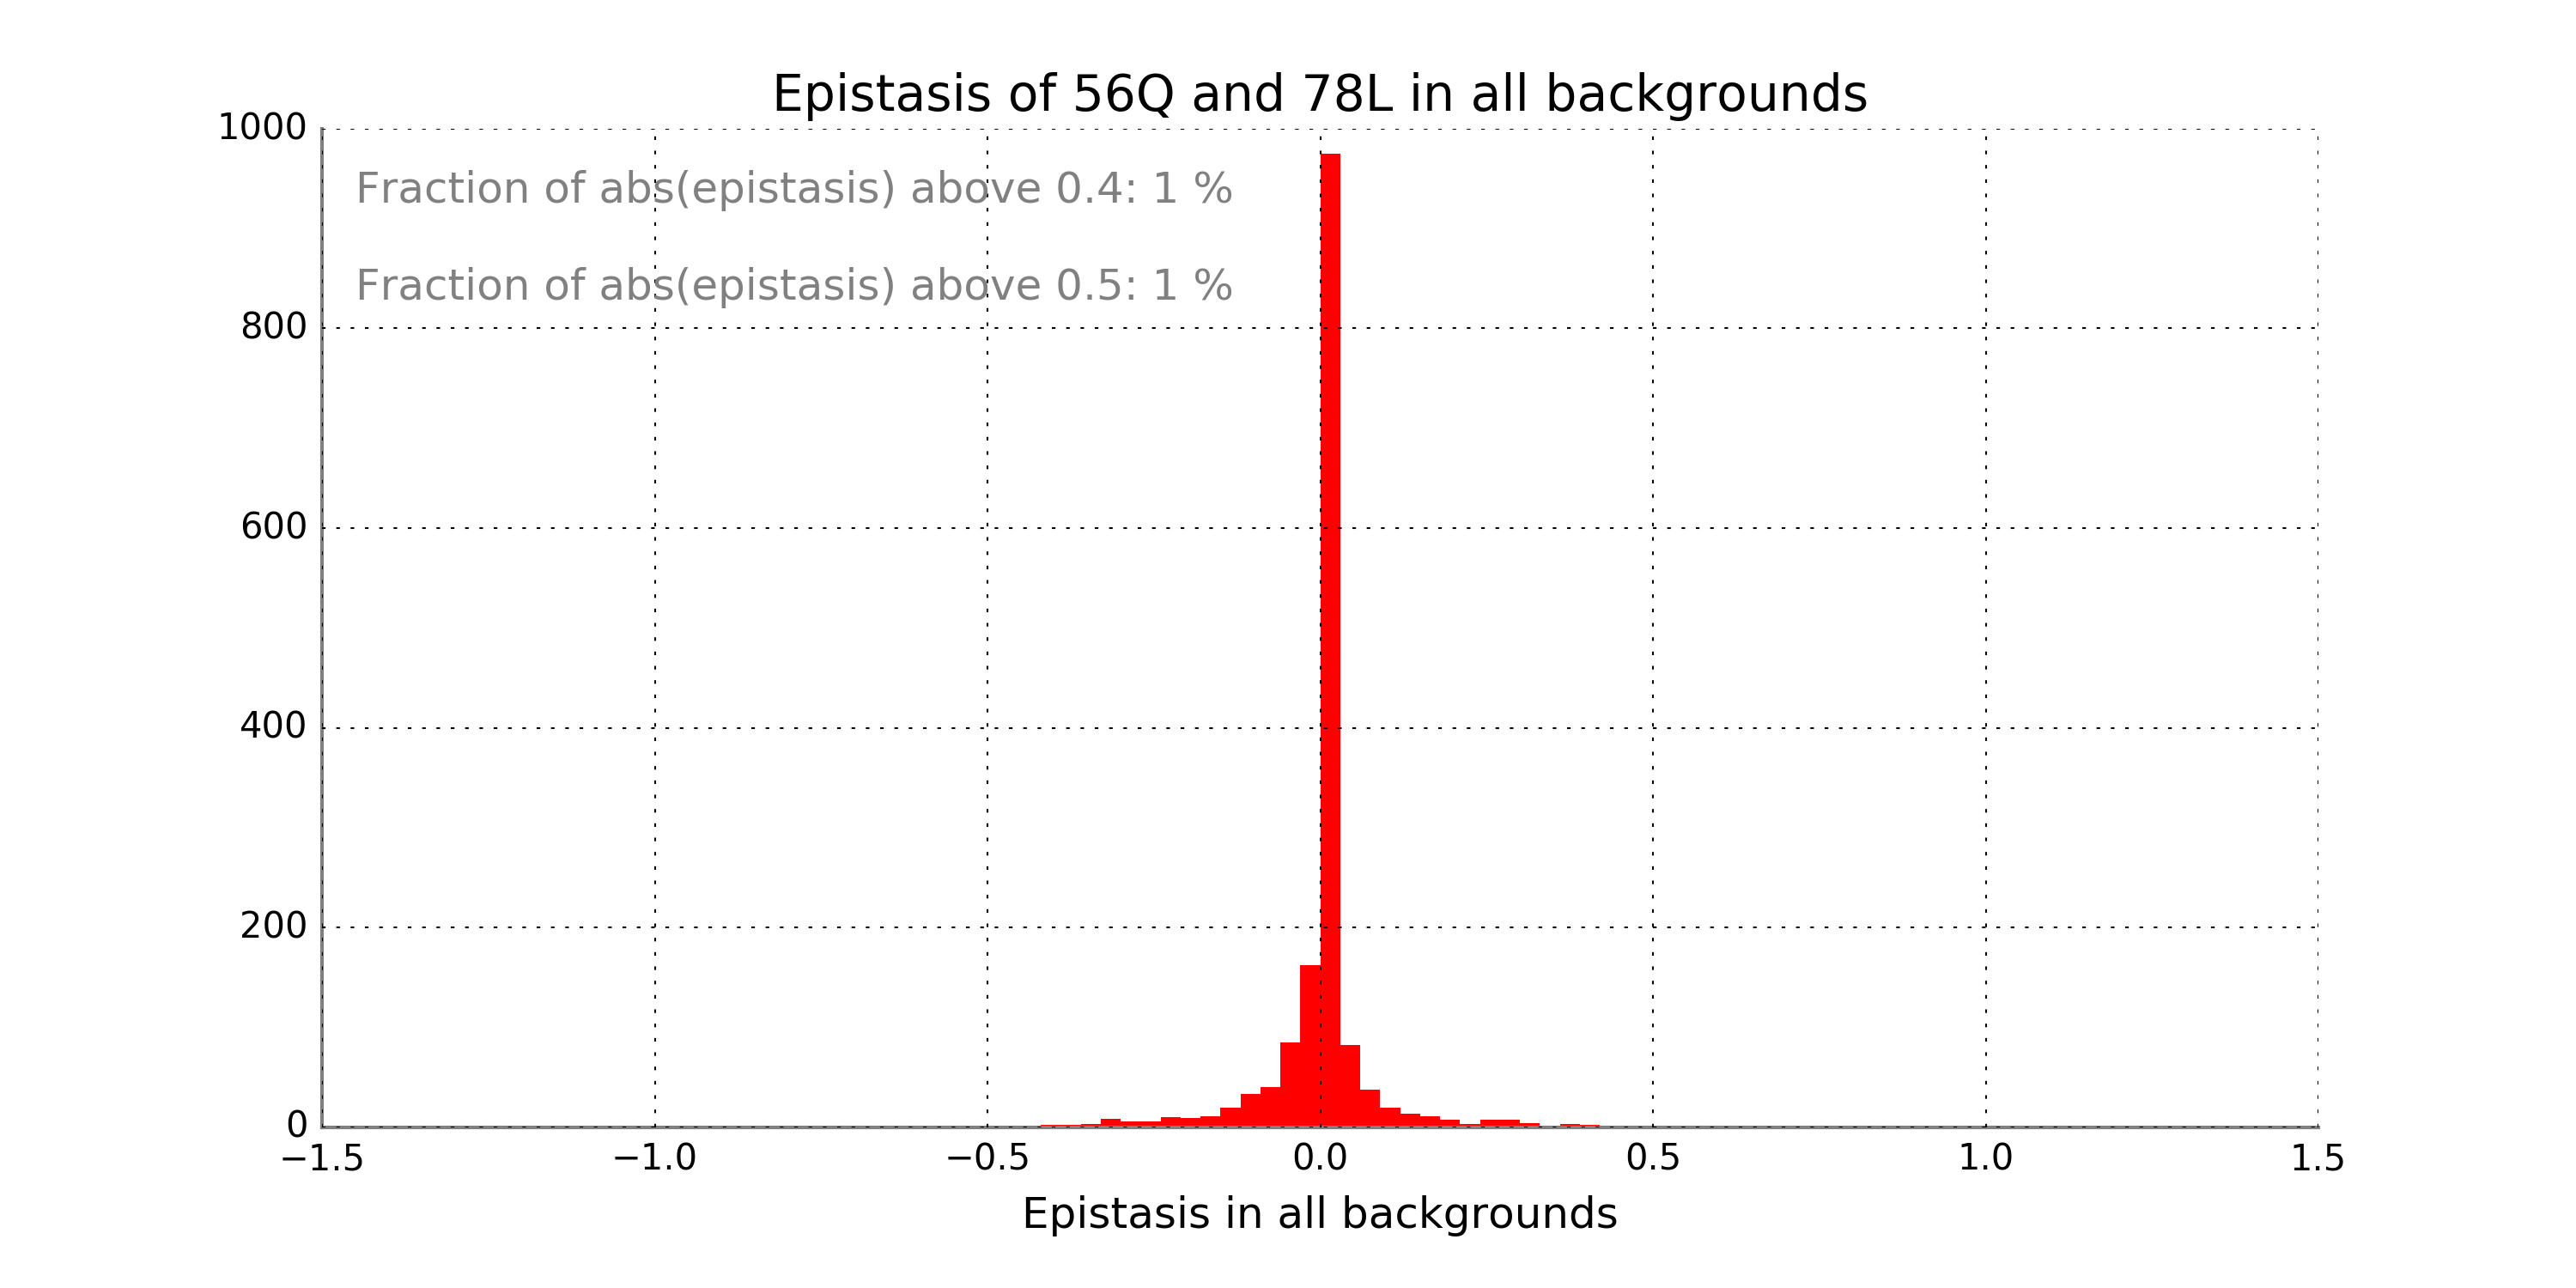 Epistasis of 56Q and 78L in all backgrounds
1000
Fraction of abs(epistasis) above 0.4: 1 %
Fraction of abs(epistasis) above 0.5: 1 %
800
600
400
200
0
−1.5 −1.0 −0.5 0.0 0.5 1.0 1.5
Epistasis in all backgrounds